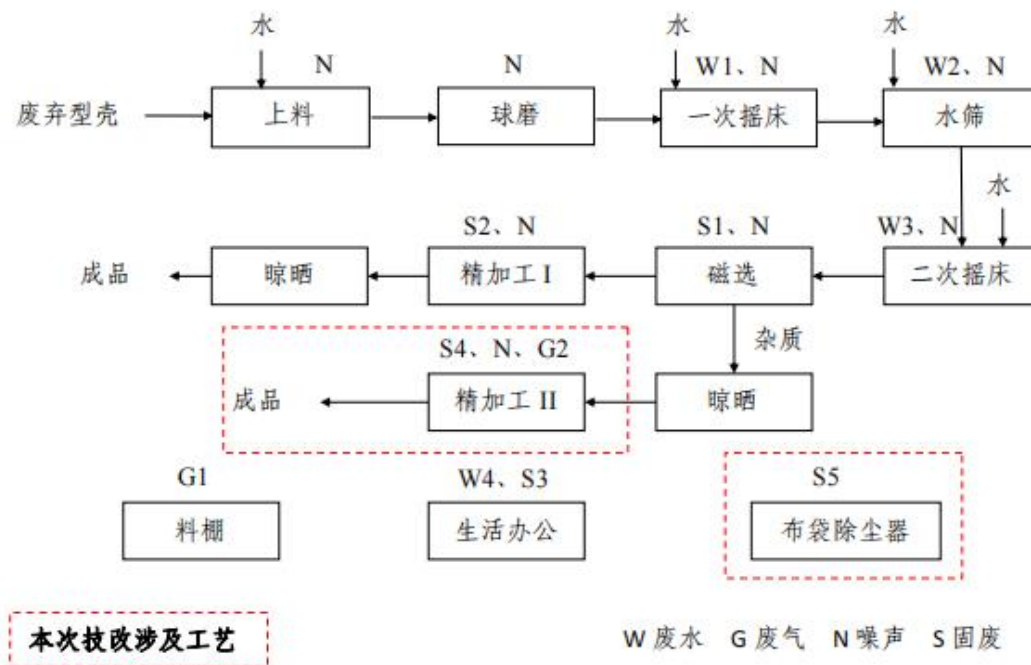 水 水 水
N N W1、N W2、N
废弃型壳 上料 球磨 一次摇床 水筛
水
S2、N S1、N W3、N
成品 晾晒 精加工 I 磁选 二次摇床
杂质
S4、N、G2
成品 精加工 II 晾晒
G1 W4、S3 S5
料棚 生活办公 布袋除尘器
本次技改涉及工艺 W 废水 G 废气 N 噪声 S 固废